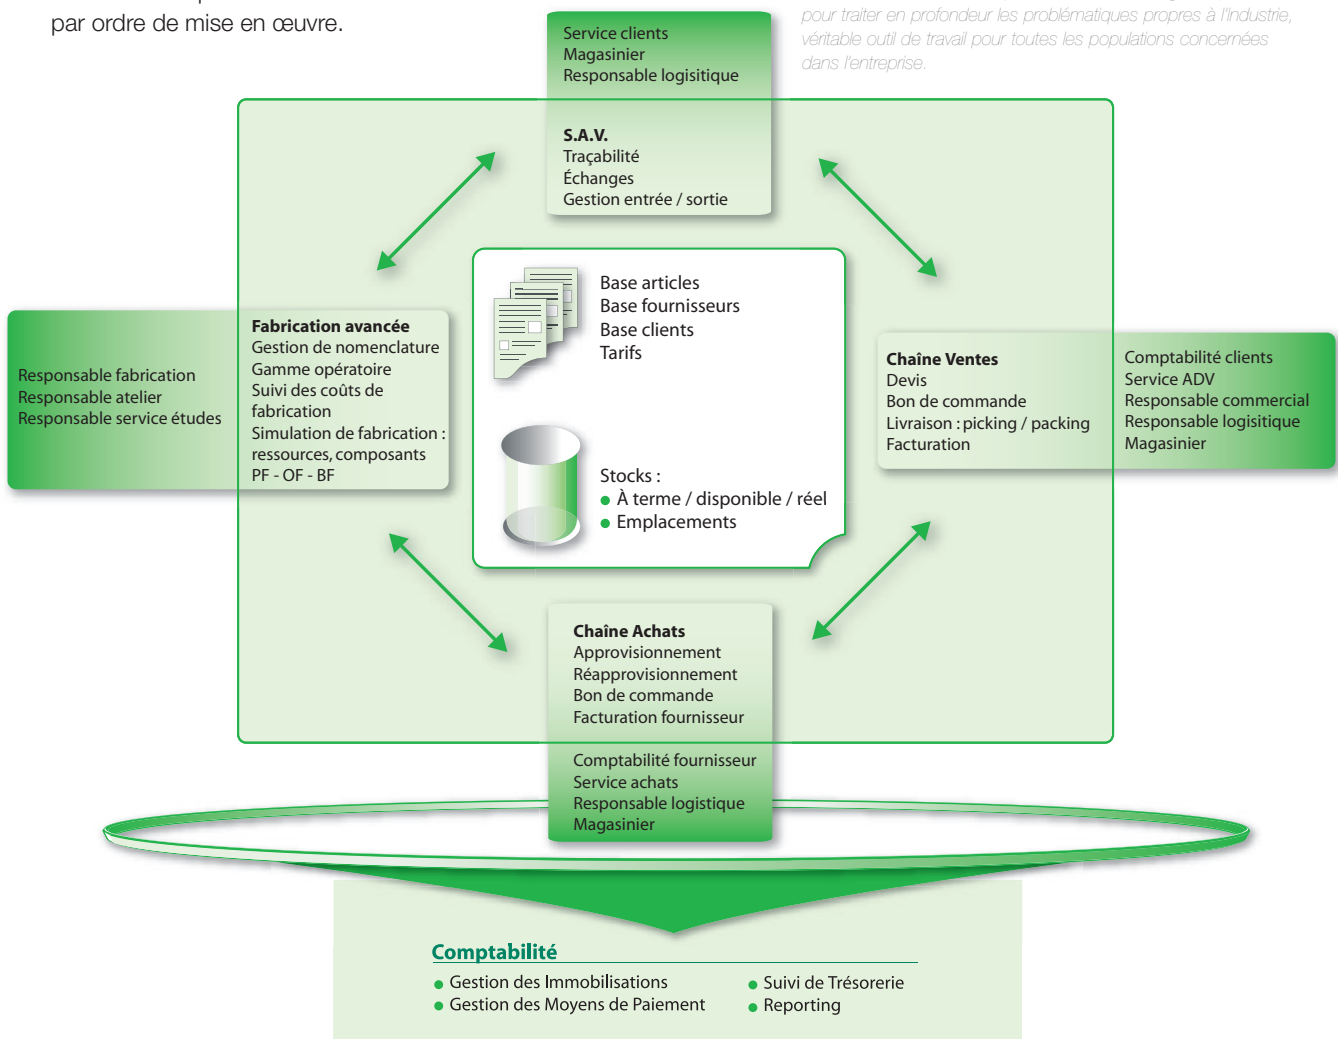 par ordre de mise en œuvre.
pour traiter en profondeur les problématiques propres à l'Industrie,
véritable outil de travail pour toutes les populations concernées
dans l'entreprise.
Service clients
Magasinier
Responsable logisitique
S.A.V.
Traçabilité
Échanges
Gestion entrée / sortie
Base articles
Base fournisseurs
Base clients
Tarifs
Stocks :
À terme / disponible / réel
Emplacements
Responsable fabrication
Responsable atelier
Responsable service études
Fabrication avancée
Gestion de nomenclature
Gamme opératoire
Suivi des coûts de
fabrication
Simulation de fabrication :
ressources, composants
PF - OF - BF
Chaîne Ventes
Devis
Bon de commande
Livraison : picking / packing
Facturation
Comptabilité clients
Service ADV
Responsable commercial
Responsable logisitique
Magasinier
Chaîne Achats
Approvisionnement
Réapprovisionnement
Bon de commande
Facturation fournisseur
Comptabilité fournisseur
Service achats
Responsable logistique
Magasinier
Comptabilité
Gestion des Immobilisations
Gestion des Moyens de Paiement
Suivi de Trésorerie
Reporting